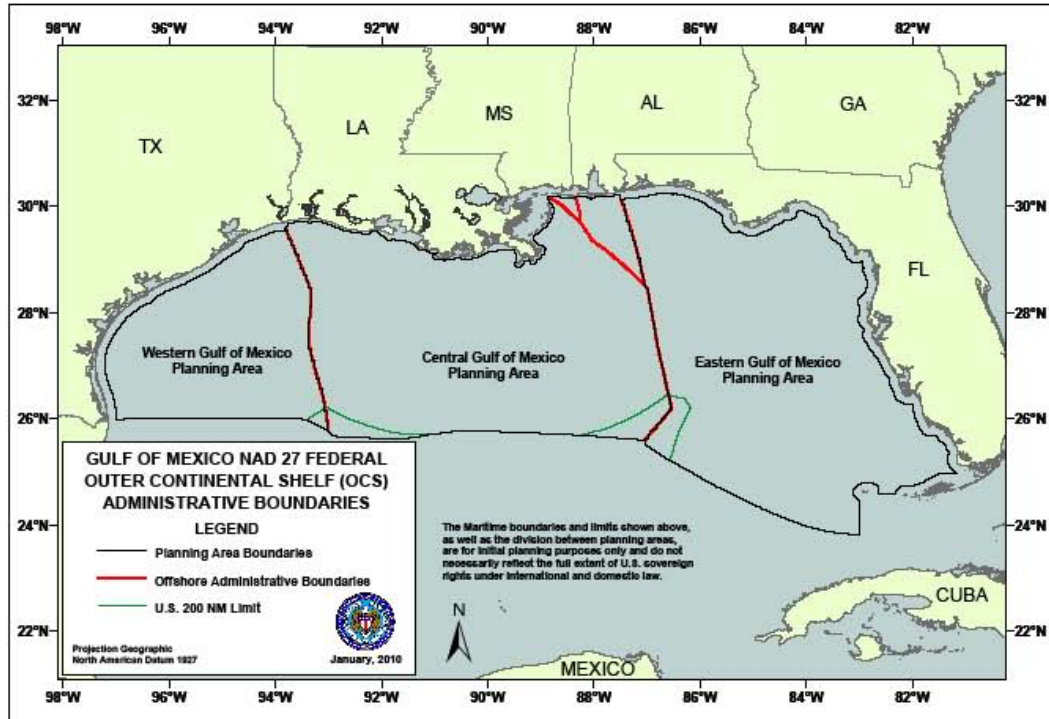 98°W 96°W 94°W 92°W 90°W 88°W 86°W 84°W 82°W
32°N 32°N
TX LA MS AL GA
30°N 30°N
FL
28°N 28°N
Western Gulf of Mexico
Planning Area
Central Gulf of Mexico
Planning Area
Eastern Gulf of Mexico
Planning Area
26°N 26°N
GULF OF MEXICO NAD 27 FEDERAL
OUTER CONTINENTAL SHELF (OCS)
ADMINISTRATIVE BOUNDARIES
LEGEND
Planning Area Boundaries
Offshore Administrative Boundaries
U.S. 200 NM Limit
Projection Geographic
North American Datum 1927
January, 2010
24°N 24°N
The Maritime boundaries and limits shown above,
as well as the division between planning areas,
are for initial planning purposes only and do not
necessarily reflect the full extent of U.S. sovereign
rights under international and domestic law.
N
CUBA
22°N 22°N
MEXICO
98°W 96°W 94°W 92°W 90°W 88°W 86°W 84°W 82°W